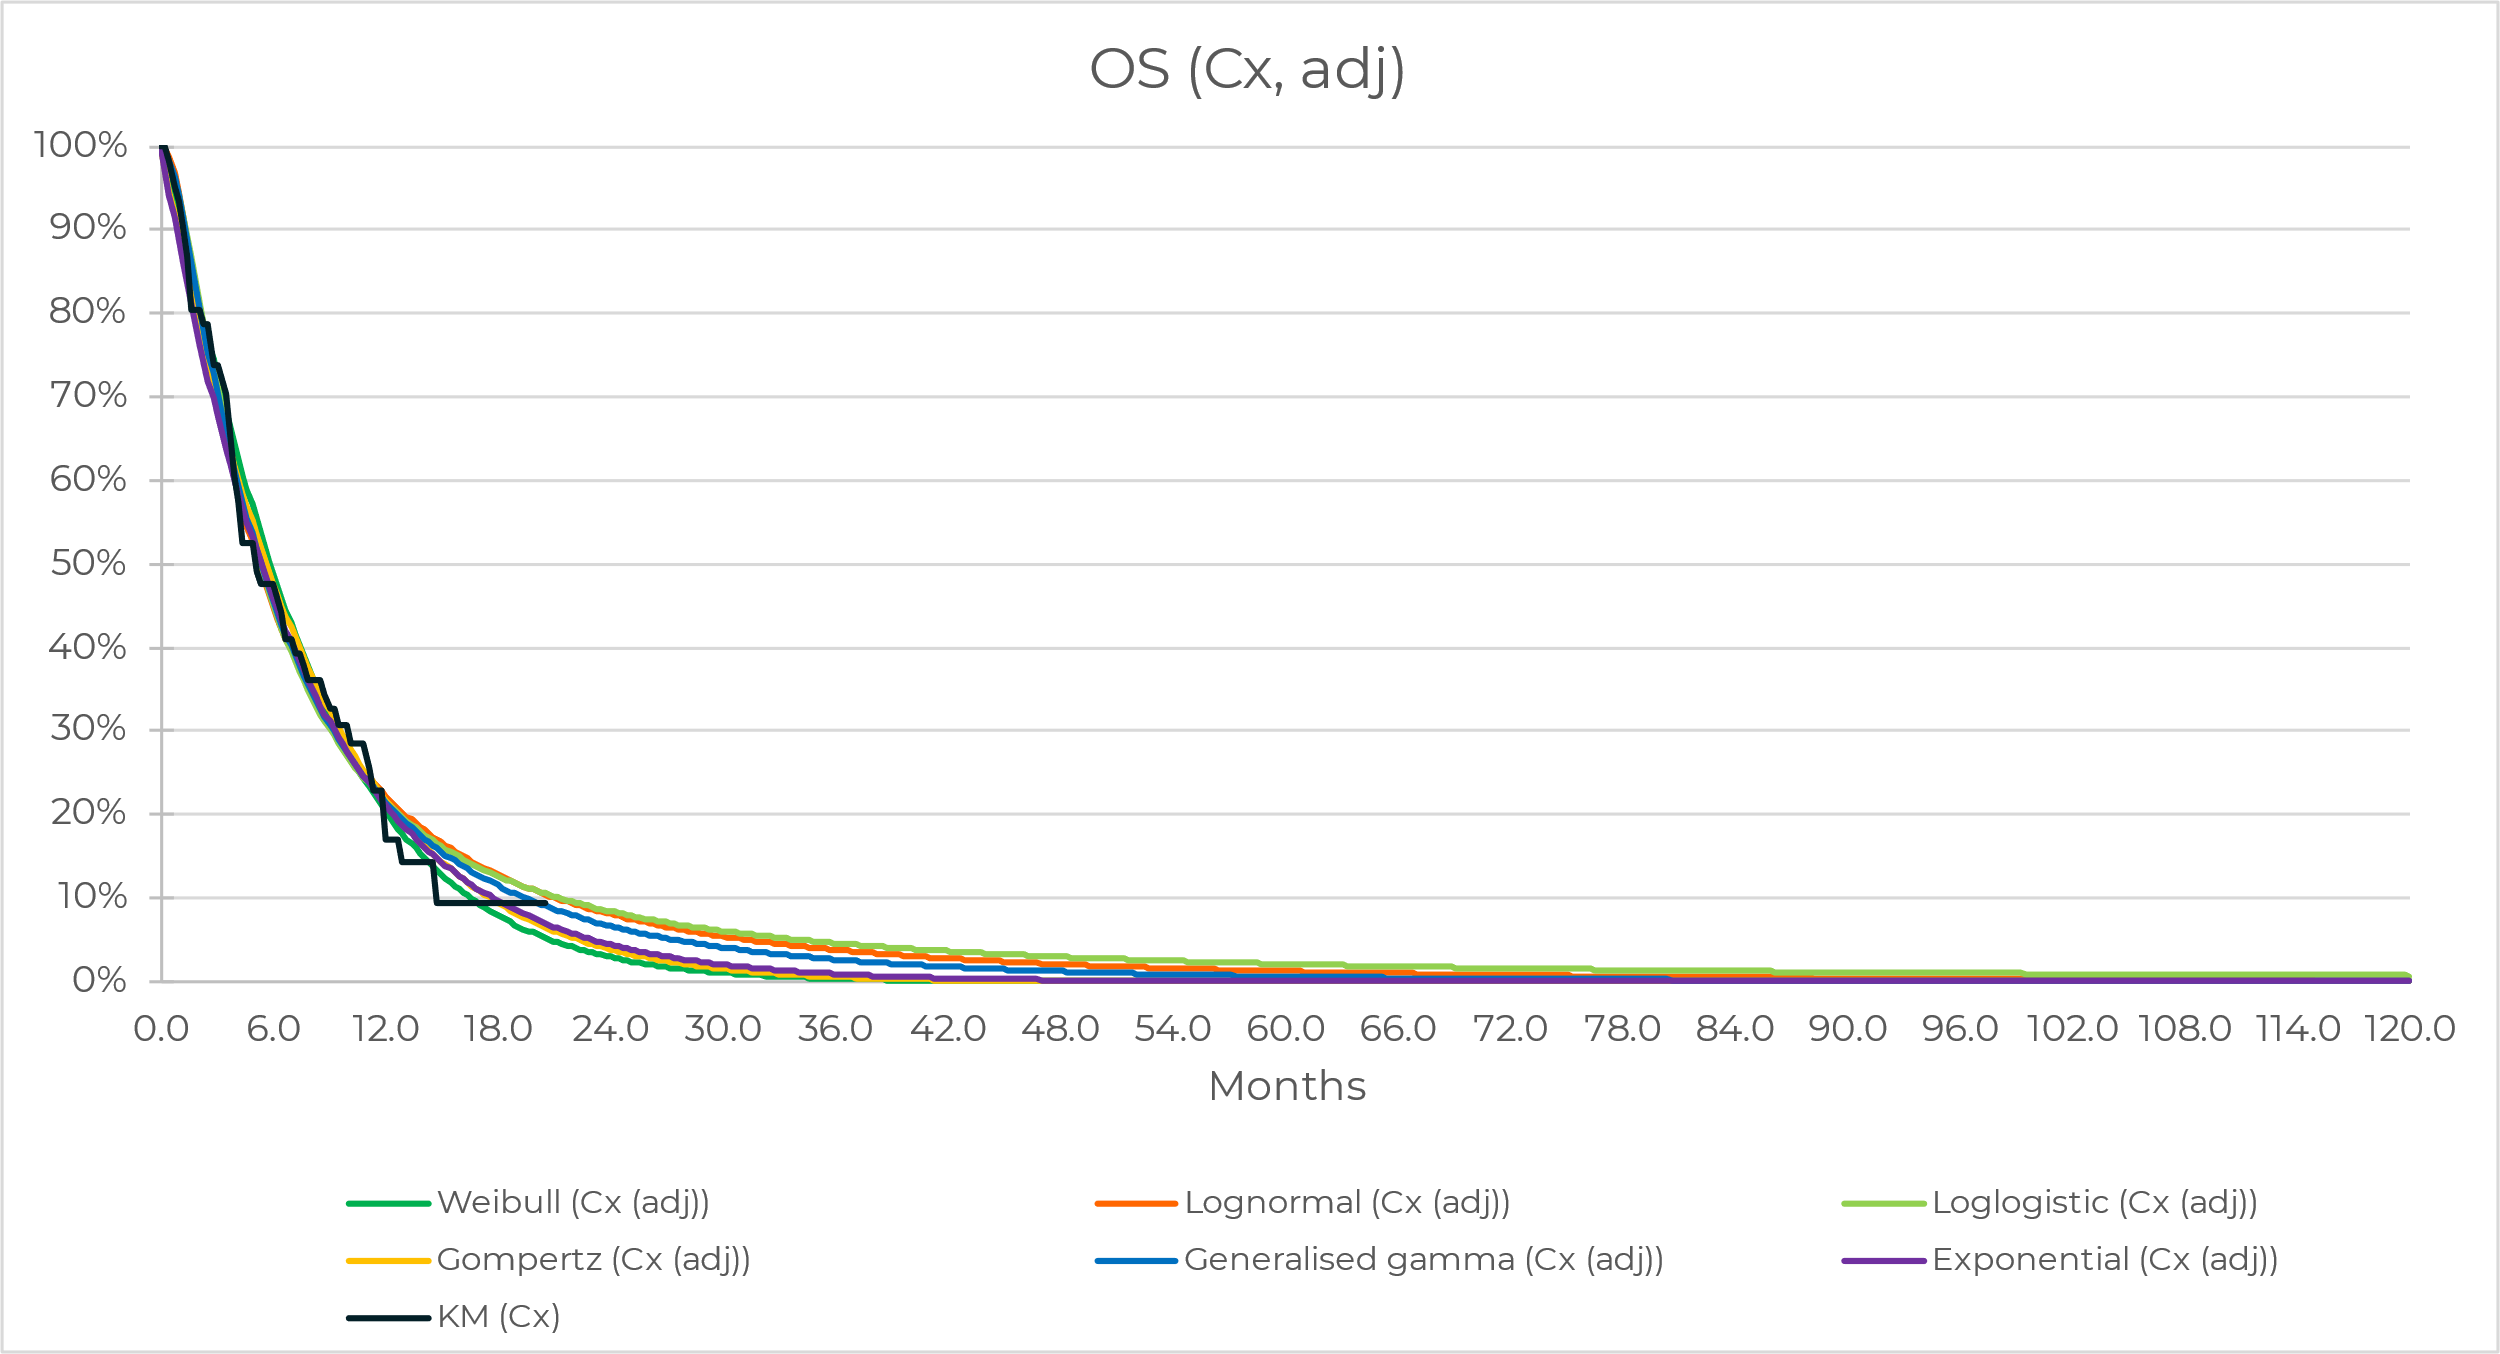 OS (Cx, adj)
100%
90%
80%
70%
60%
50%
40%
30%
20%
10%
0%
0.0 6.0 12.0 18.0 24.0 30.0 36.0 42.0 48.0 54.0 60.0 66.0 72.0 78.0 84.0 90.0 96.0 102.0 108.0 114.0 120.0
Months
Weibull (Cx (adj)) Lognormal (Cx (adj)) Loglogistic (Cx (adj))
Gompertz (Cx (adj)) Generalised gamma (Cx (adj)) Exponential (Cx (adj))
KM (Cx)